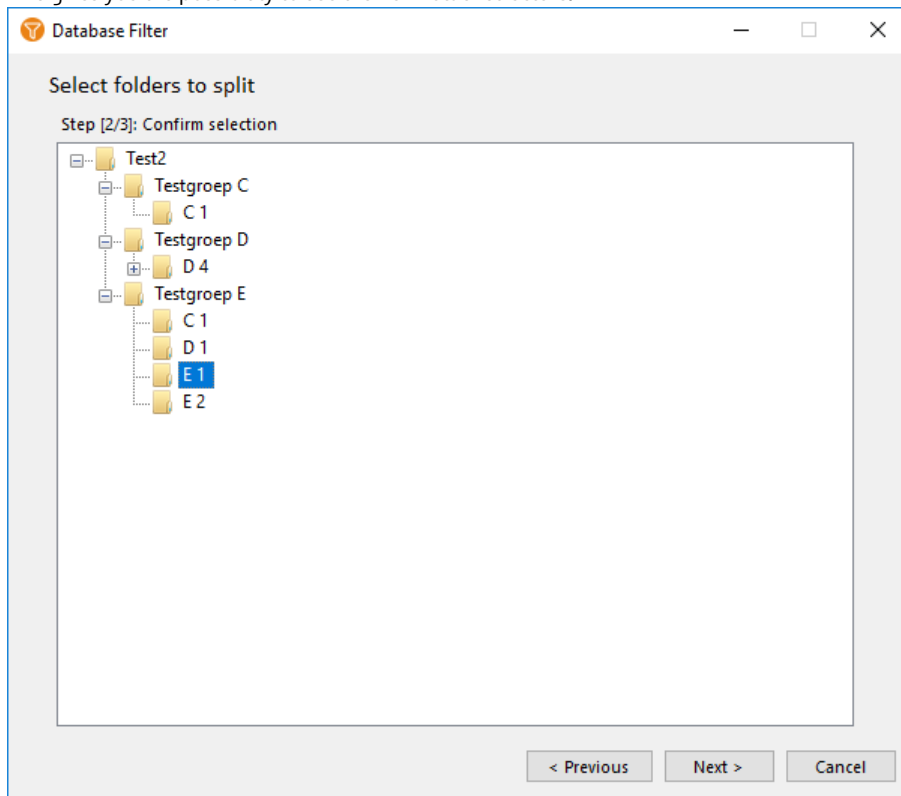 Database Filter
Select folders to split
Step [2/3]: Confirm selection
Test2
Testgroep C
C 1
Testgroep D
D 4
Testgroep E
C 1
D 1
E 1
E 2
< Previous Next > Cancel